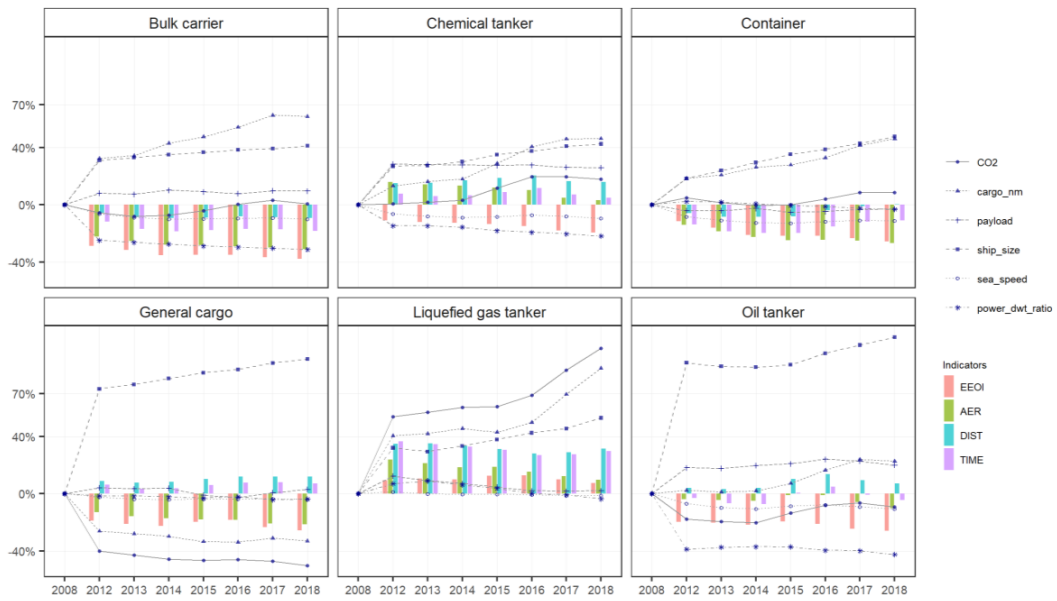 Bulk carrier
Chemical tanker
Container
70%
40%
0%
-40%
General cargo
Liquefied gas tanker
Oil tanker
70%
40%
0%
-40%
2008 2012 2013 2014 2015 2016 2017 2018
2008 2012 2013 2014 2015 2016 2017 2018
2008 2012 2013 2014 2015 2016 2017 2018
CO2
cargo_nm
payload
ship_size
sea_speed
power_dwt_ratio
Indicators
EEOI
AER
DIST
TIME